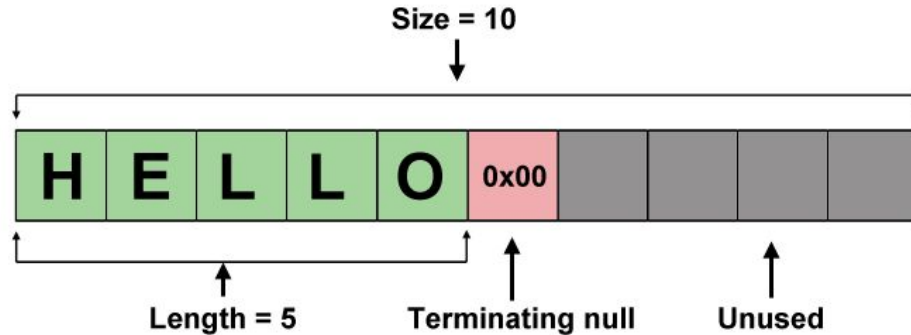 Size = 10
H E L L O 0x00
Length = 5 Terminating null Unused